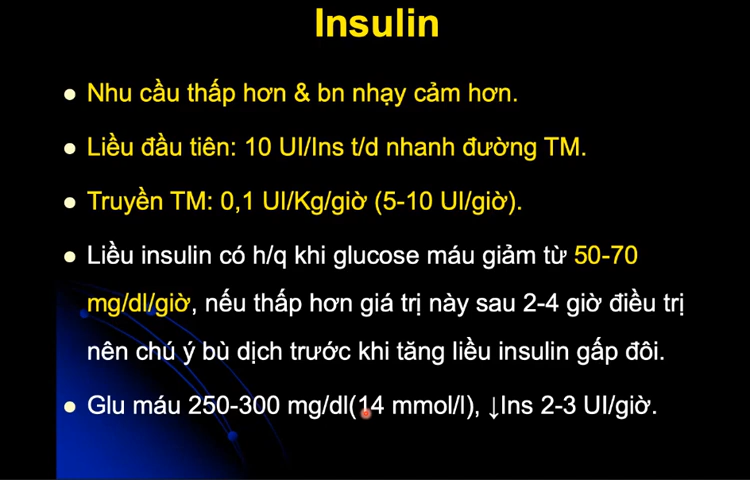 Insulin
Nhu cầu thấp hơn & bn nhạy cảm hơn.
Liều đầu tiên: 10 UI/Ins t/d nhanh đường TM.
Truyền TM: 0,1 UI/Kg/giờ (5-10 UI/giờ).
Liều insulin có h/q khi glucose máu giảm từ 50-70
mg/dl/giờ, nếu thấp hơn giá trị này sau 2-4 giờ điều trị
nên chú ý bù dịch trước khi tăng liều insulin gấp đôi.
Glu máu 250-300 mg/dl(14 mmol/l), ↓Ins 2-3 UI/giờ.